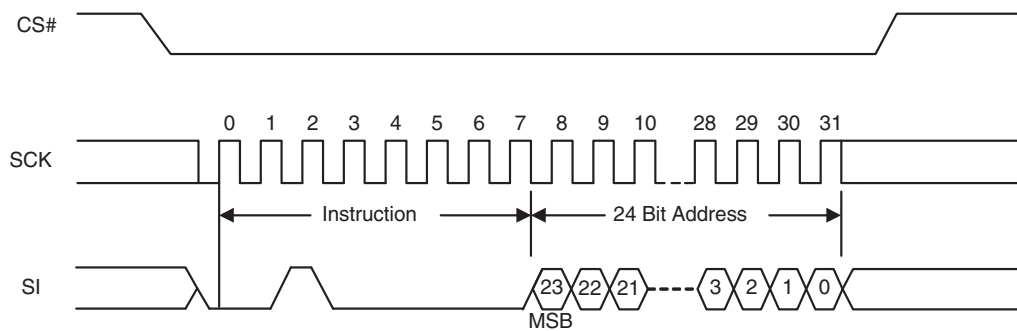 CS#
0 1 2 3 4 5 6 7 8 9 10 28 29 30 31
SCK
Instruction 24 Bit Address
SI 23 22 21 3 2 1 0
MSB